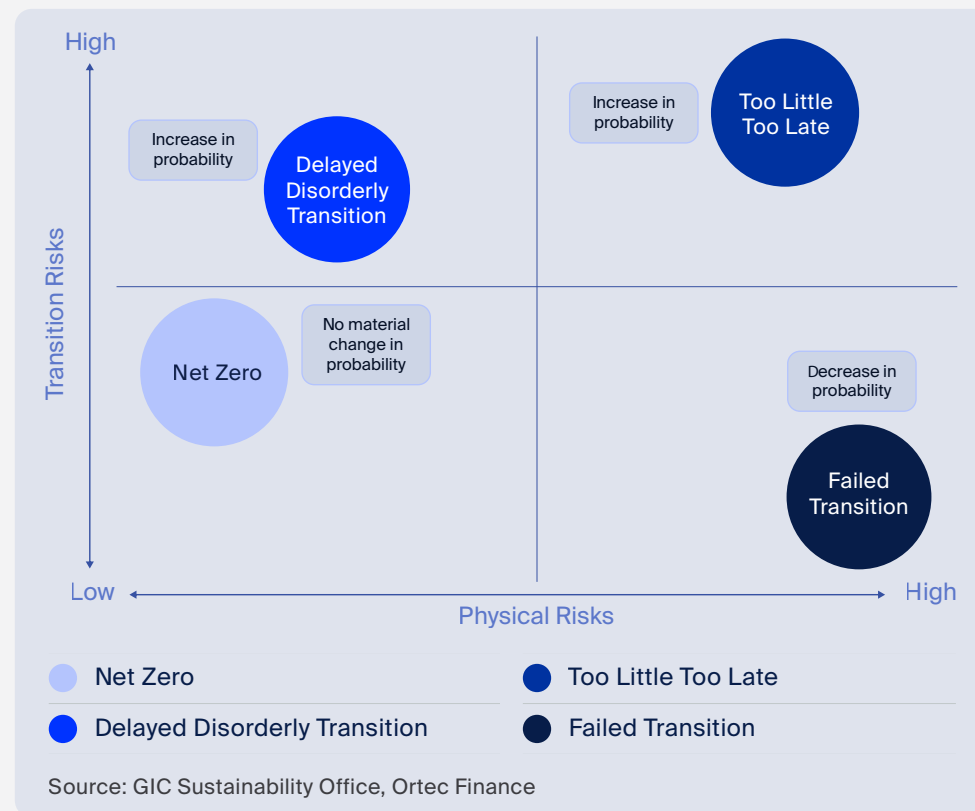 High
Increase in
probability
Too Little
Too Late
Increase in
probability
Delayed
Disorderly
Transition
Transition Risks
Net Zero
No material
change in
probability
Decrease in
probability
Failed
Transition
Low
High
Physical Risks
Net Zero
Too Little Too Late
Delayed Disorderly Transition
Failed Transition
Source: GIC Sustainability Office, Ortec Finance